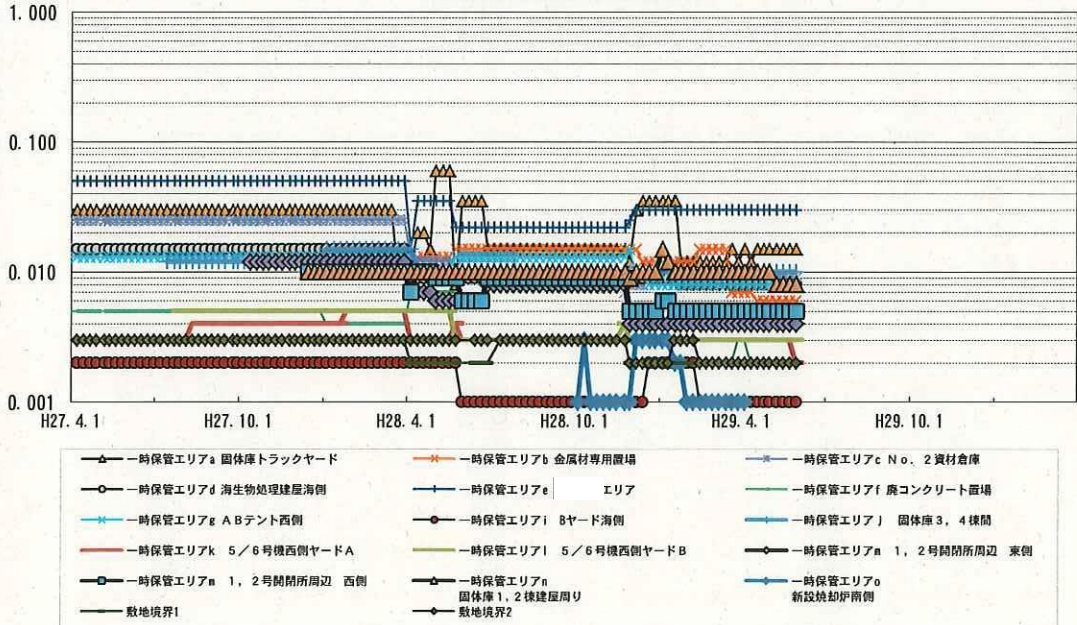 1.000
0.100
0.010
0.001
H27.4.1 H27.10.1 H28.4.1 H28.10.1 H29.4.1 H29.10.1
一時保管エリアa 固体庫トラックヤード 一時保管エリアb 金属材専用置場 一時保管エリアc No.2資材倉庫
一時保管エリアd 海生物処理建屋海側 一時保管エリアe エリア 一時保管エリアf 廃コンクリート置場
一時保管エリアg ABテント西側 一時保管エリアi Bヤード海側 一時保管エリアj 固体庫3,4棟間
一時保管エリアk 5/6号機西側ヤードA 一時保管エリアl 5/6号機西側ヤードB 一時保管エリアm 1,2号開閉所周辺 東側
一時保管エリアm 1,2号開閉所周辺 西側 一時保管エリアn 一時保管エリアo
固体庫1,2棟建屋周り 新設焼却炉南側
敷地境界1 敷地境界2